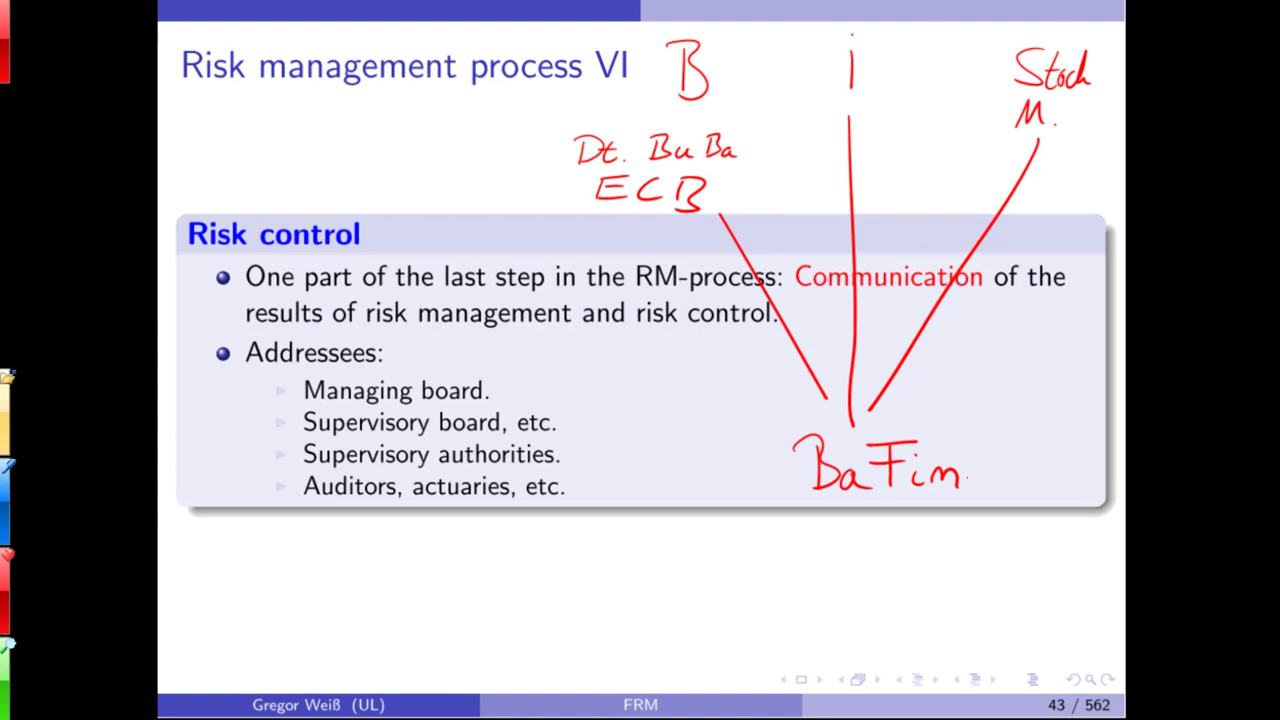 Risk management process VI
B
i
Stock
M.
Dt. BuBa
ECB
Risk control
One part of the last step in the RM-process: Communication of the
results of risk management and risk control.
Addressees:
Managing board.
Supervisory board, etc.
Supervisory authorities.
Auditors, actuaries, etc.
BaFin
Gregor Weiß (UL)
FRM
43 / 562